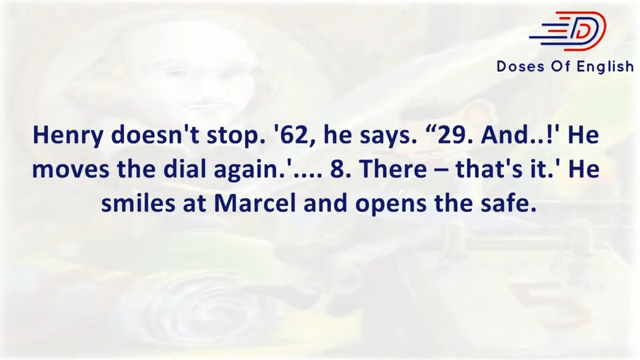 Doses Of English
Henry doesn't stop. '62, he says. “29. And..!' He
moves the dial again.'.... 8. There – that's it.' He
smiles at Marcel and opens the safe.
5